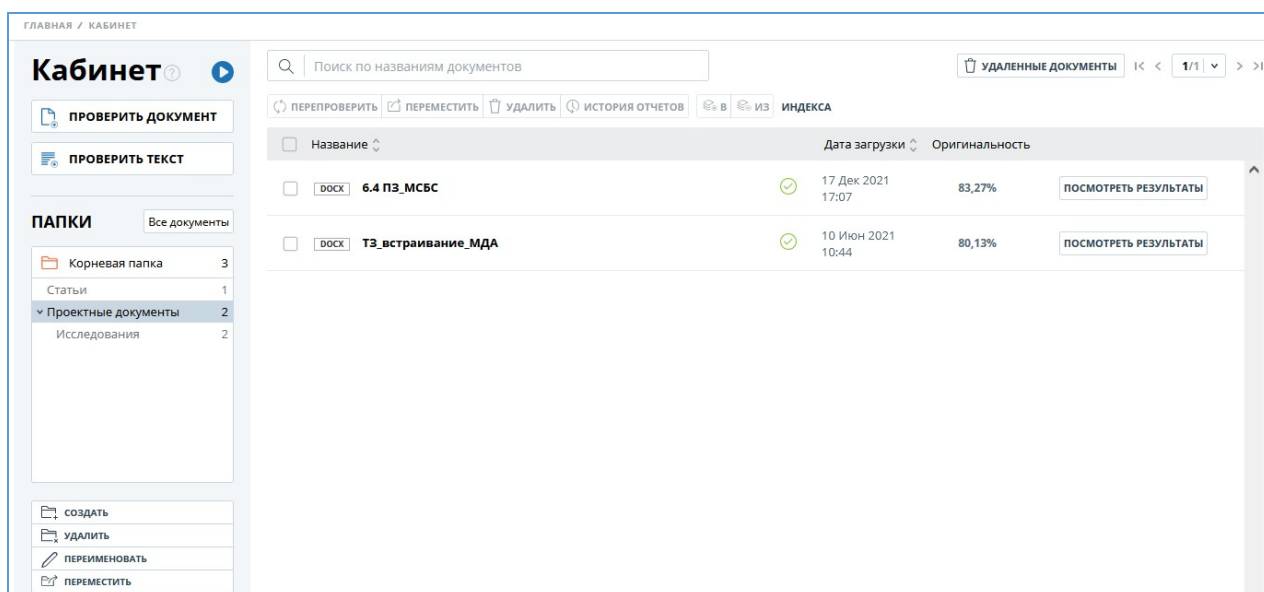 ГЛАВНАЯ / КАБИНЕТ
Кабинет
ПРОВЕРИТЬ ДОКУМЕНТ
ПРОВЕРИТЬ ТЕКСТ
ПАПКИ
Все документы
Корневая папка 3
Статьи 1
Проектные документы 2
Исследования 2
СОЗДАТЬ
УДАЛИТЬ
ПЕРЕИМЕНОВАТЬ
ПЕРЕМЕСТИТЬ
Поиск по названиям документов
УДАЛЕННЫЕ ДОКУМЕНТЫ
1/1
ПЕРЕПРОВЕРИТЬ ПЕРЕМЕСТИТЬ УДАЛИТЬ ИСТОРИЯ ОТЧЕТОВ В ИЗ ИНДЕКСА
Название Дата загрузки Оригинальность
DOCX 6.4 ПЗ_МСБС 17 Дек 2021 83,27% ПОСМОТРЕТЬ РЕЗУЛЬТАТЫ
17:07
DOCX ТЗ_встраивание_МДА 10 Июн 2021 80,13% ПОСМОТРЕТЬ РЕЗУЛЬТАТЫ
10:44